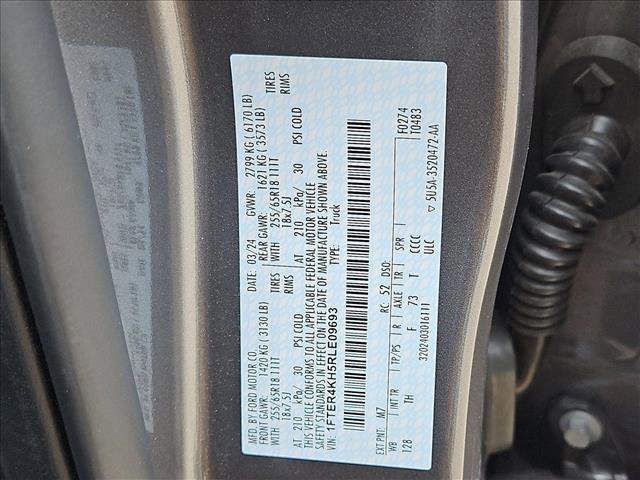 MFD. BY FORD MOTOR CO.
DATE: 03/24 GVWR: 2799 KG ( 6170 LB)
FRONT GAWR: 1420 KG ( 3130 LB) REAR GAWR: 1621 KG ( 3573 LB)
WITH 255/65R18 111T TIRES WITH 255/65R18 111T TIRES
18x7.5J RIMS 18x7.5J RIMS
AT 210 kPa/ 30 PSI COLD AT 210 kPa/ 30 PSI COLD
THIS VEHICLE CONFORMS TO ALL APPLICABLE FEDERAL MOTOR VEHICLE
SAFETY STANDARDS IN EFFECT ON THE DATE OF MANUFACTURE SHOWN ABOVE.
VIN: 1FTER4KH5RLE09693 TYPE: Truck
F0274
T0483
EXT PNT: M7 RC: 52 DSO:
WB INT TR TP/PS R AXLE TR SPR
128 TH F 73 T CCCC
3202403016111 ULC
▽ 5U5A-3520472-AA